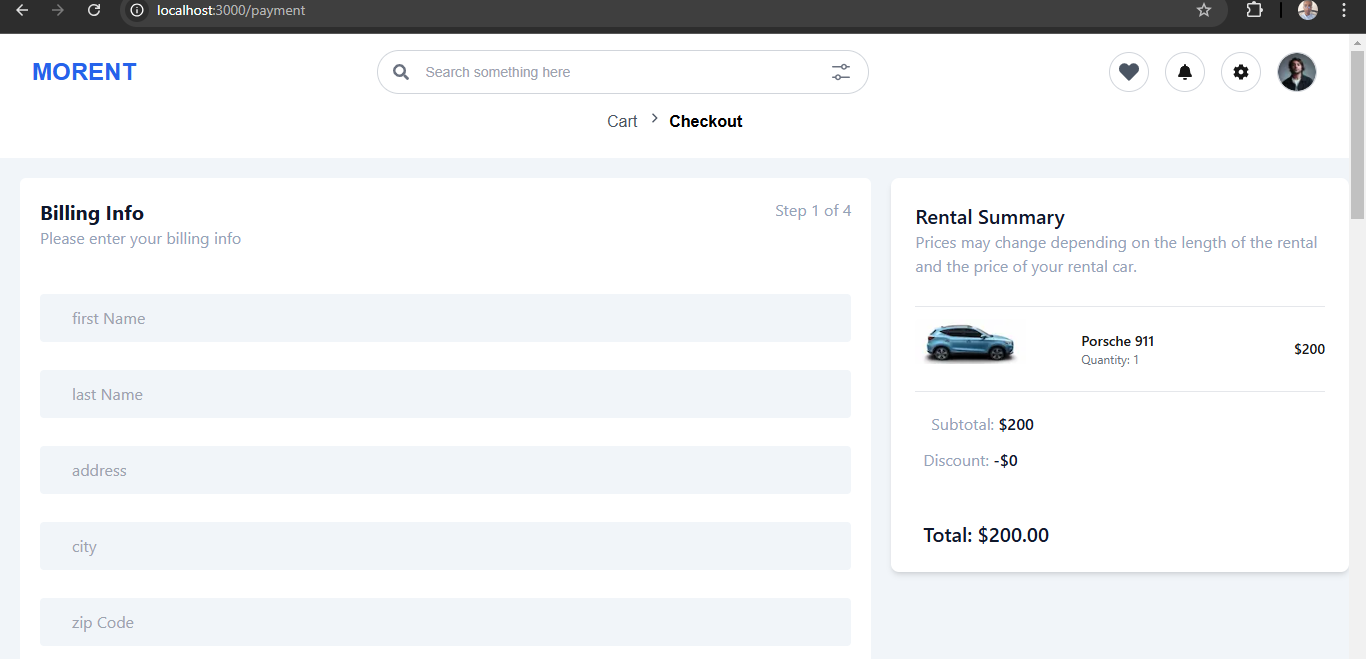 localhost:3000/payment
MORENT
Search something here
Cart > Checkout
Billing Info
Step 1 of 4
Please enter your billing info
first Name
last Name
address
city
zip Code
Rental Summary
Prices may change depending on the length of the rental
and the price of your rental car.
Porsche 911
Quantity: 1
$200
Subtotal: $200
Discount: -$0
Total: $200.00